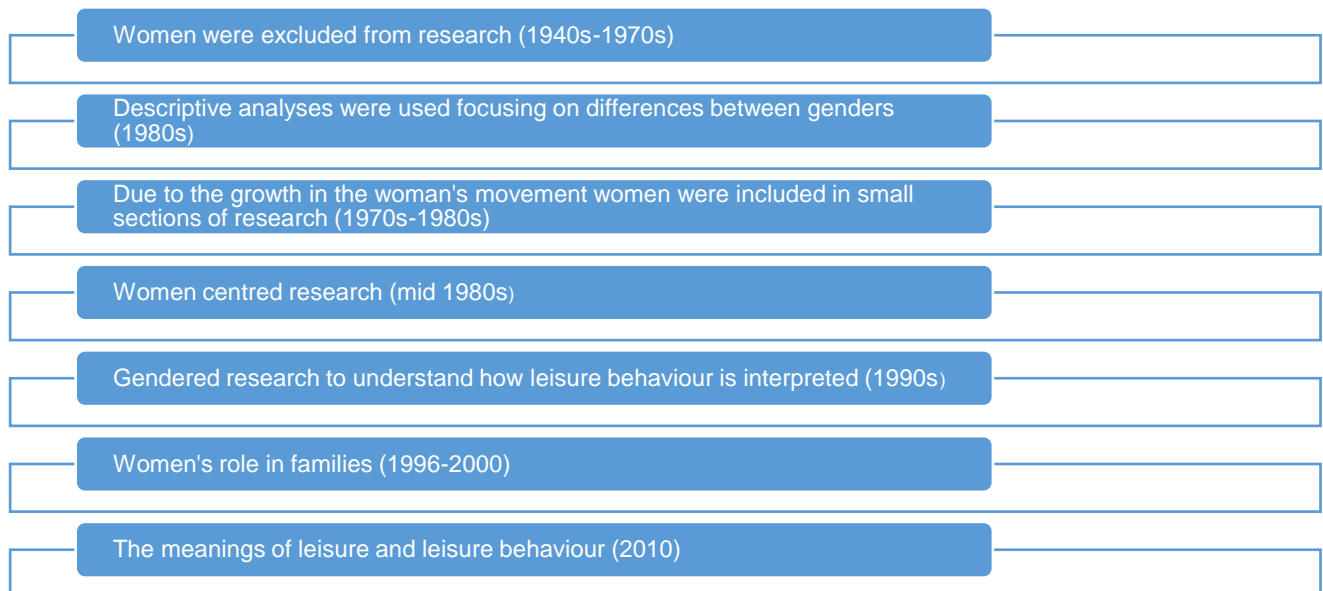 Women were excluded from research (1940s-1970s)
Descriptive analyses were used focusing on differences between genders
(1980s)
Due to the growth in the woman's movement women were included in small
sections of research (1970s-1980s)
Women centred research (mid 1980s)
Gendered research to understand how leisure behaviour is interpreted (1990s)
Women's role in families (1996-2000)
The meanings of leisure and leisure behaviour (2010)